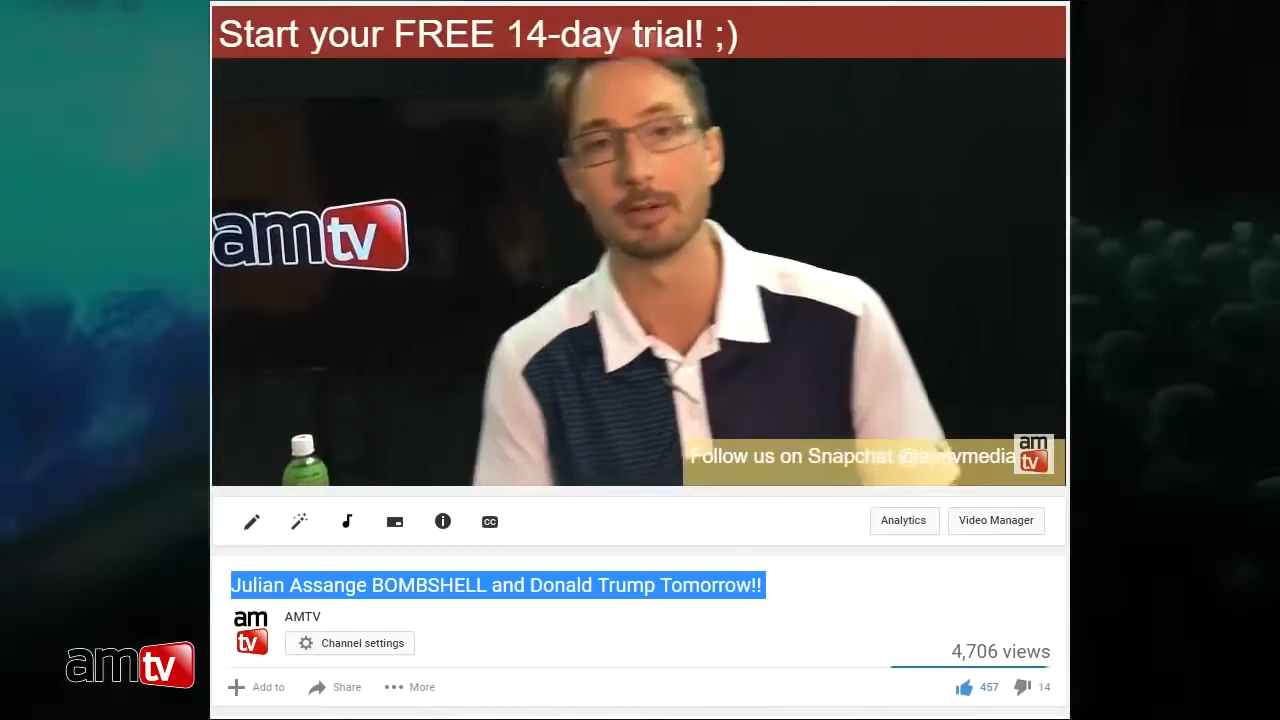 Start your FREE 14-day trial! ;)
amtv
Follow us on Snapchat @amtvmedia
am
tv
CC
Analytics
Video Manager
Julian Assange BOMBSHELL and Donald Trump Tomorrow!!
am
tv
AMTV
Channel settings
4,706 views
Add to
Share
More
457
14
amtv